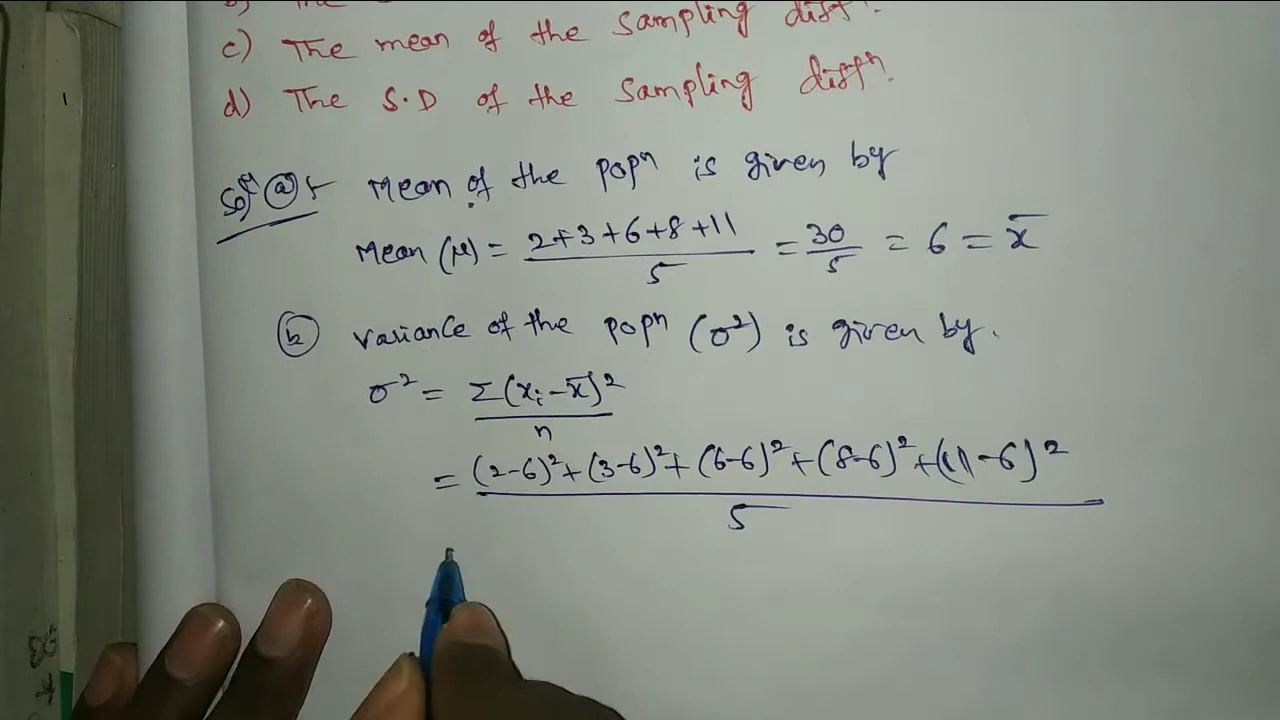 c) The mean of the sampling distⁿ.
d) The S.D of the sampling distⁿ.
Solⁿ (a) :- Mean of the popⁿ is given by
Mean (μ) = 2+3+6+8+11 / 5 = 30/5 = 6 = x̄
(b) variance of the popⁿ (σ²) is given by.
σ² = Σ(xᵢ-x̄)² / n
= (2-6)²+(3-6)²+(6-6)²+(8-6)²+(11-6)² / 5